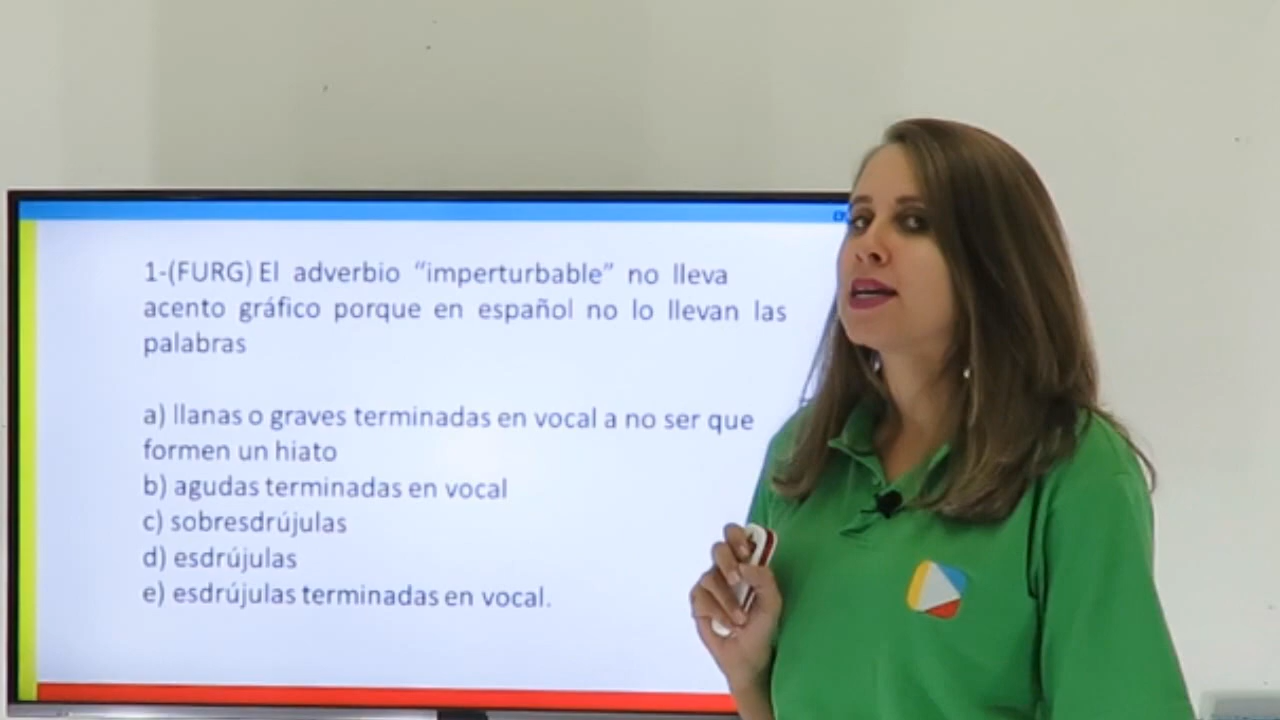 1-(FURG) El adverbio “imperturbable” no lleva
acento gráfico porque en español no lo llevan las
palabras
a) llanas o graves terminadas en vocal a no ser que
formen un hiato
b) agudas terminadas en vocal
c) sobresdrújulas
d) esdrújulas
e) esdrújulas terminadas en vocal.